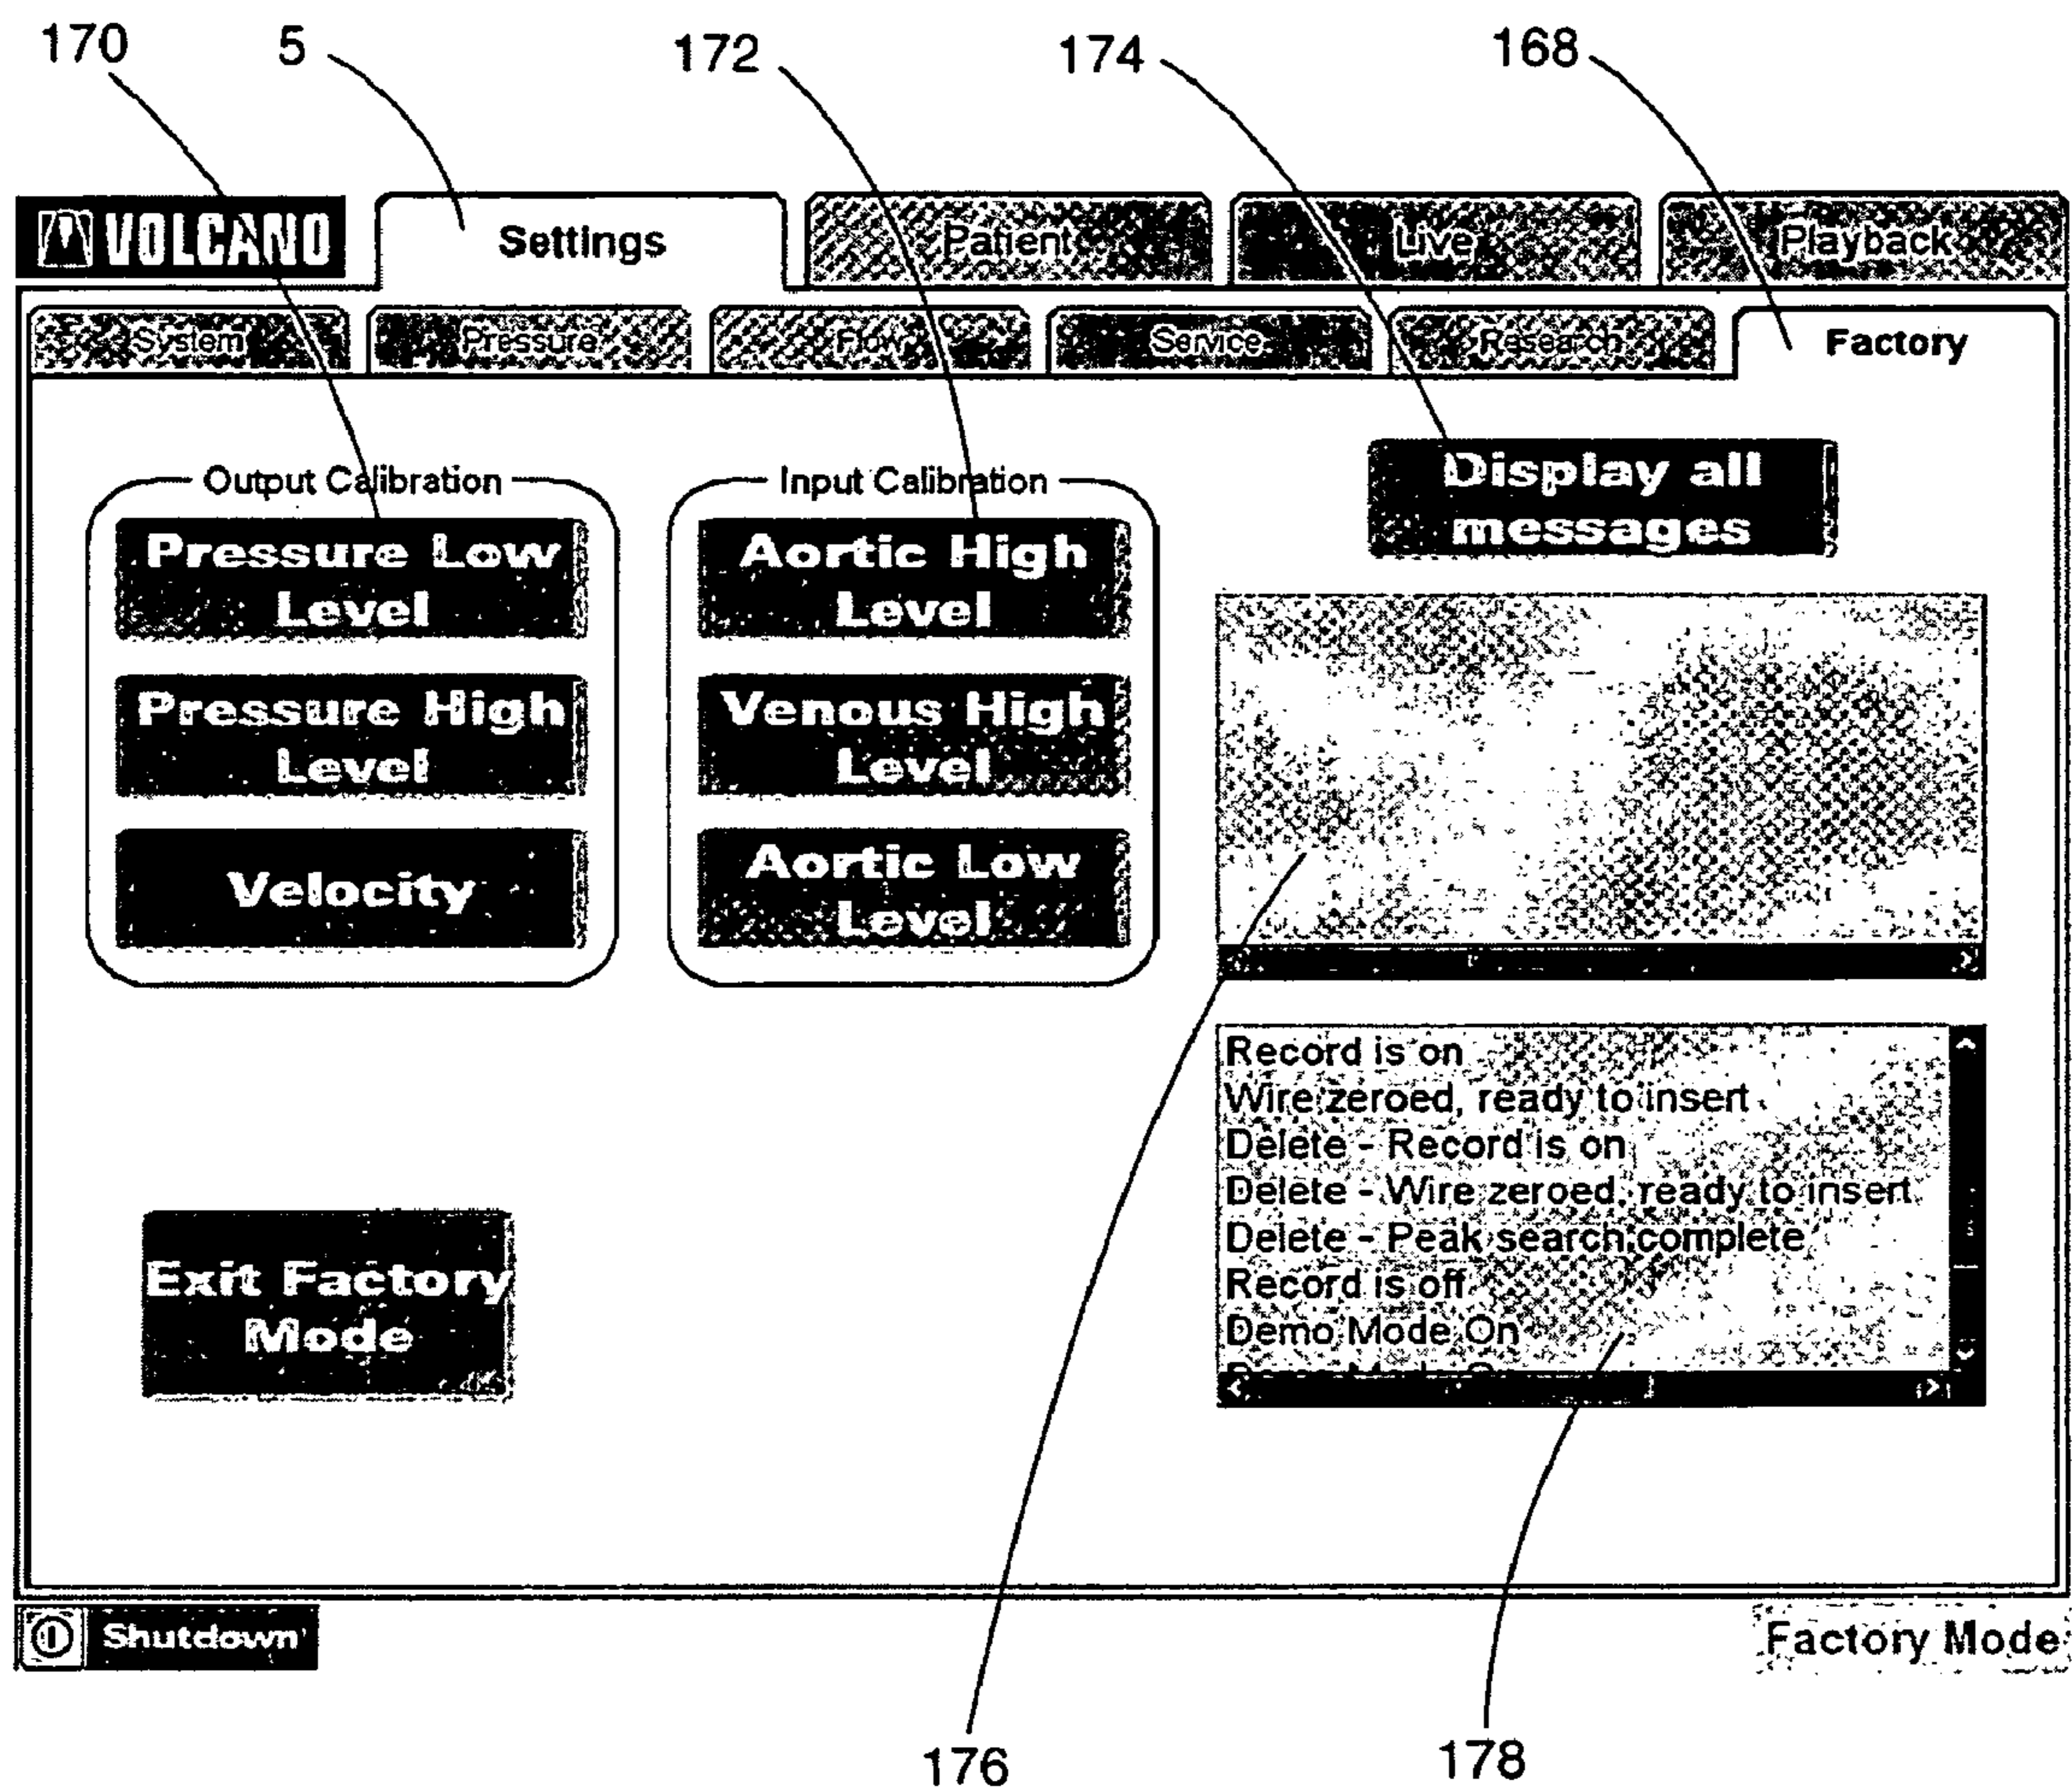 170 5 172 174 168
VOLCANO Settings Patient Live Playback
System Pressure Flow Service Research Factory
Output Calibration
Pressure Low
Level
Pressure High
Level
Velocity
Input Calibration
Aortic High
Level
Venous High
Level
Aortic Low
Level
Display all
messages
Record is on
Wire zeroed, ready to insert
Delete - Record is on
Delete - Wire zeroed, ready to insert
Delete - Peak search complete
Record is off
Demo Mode On
Exit Factory
Mode
Shutdown
Factory Mode
176 178